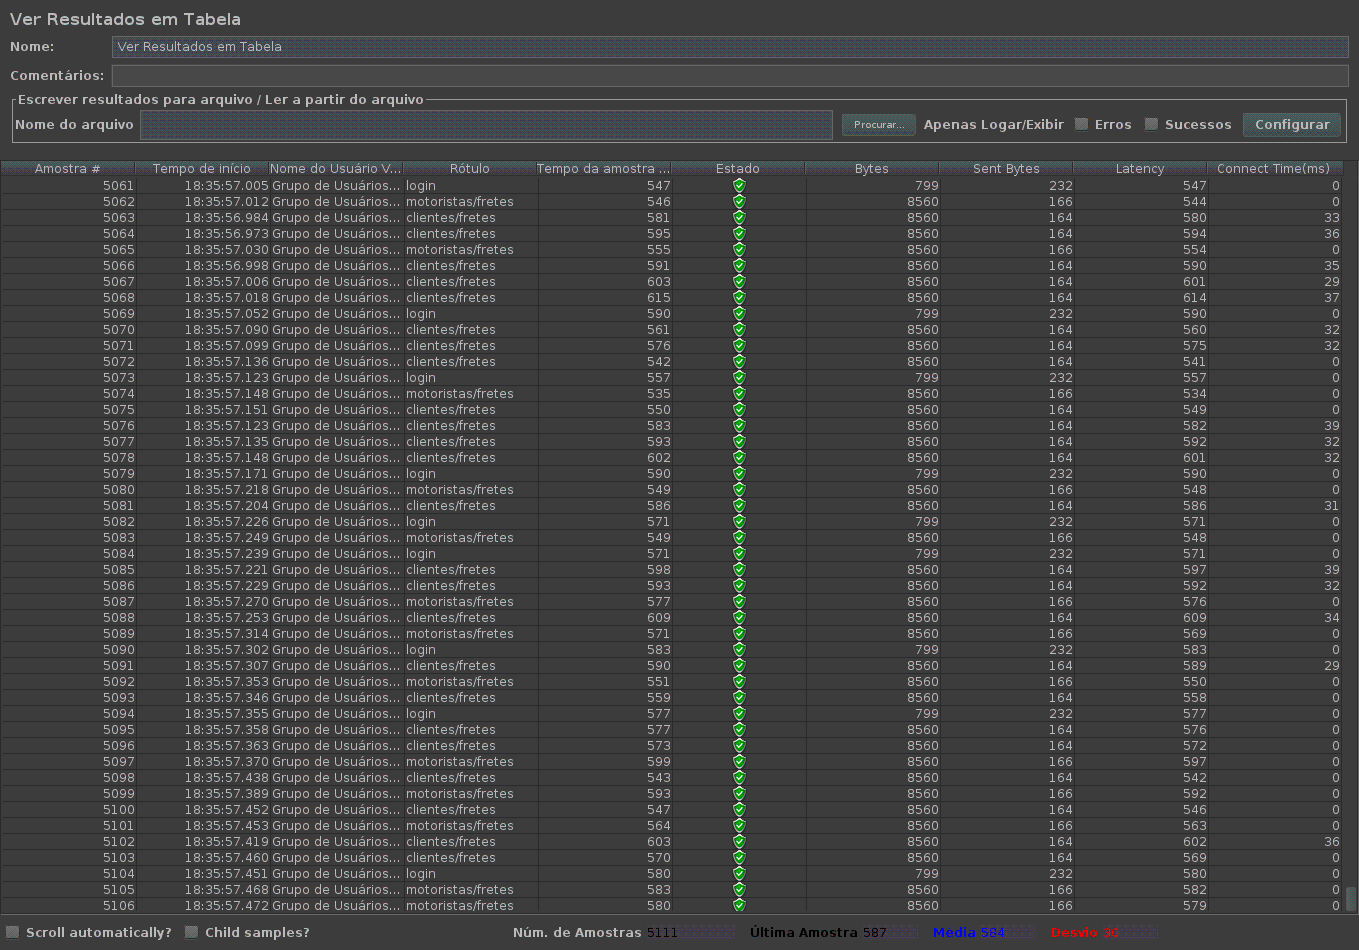 Ver Resultados em Tabela
Nome: Ver Resultados em Tabela
Comentários:
Escrever resultados para arquivo / Ler a partir do arquivo
Nome do arquivo Procurar... Apenas Logar/Exibir Erros Sucessos Configurar
Amostra # Tempo de início Nome do Usuário V... Rótulo Tempo da amostra ... Estado Bytes Sent Bytes Latency Connect Time(ms)
5061 18:35:57.005 Grupo de Usuários... login 547 799 232 547 0
5062 18:35:57.012 Grupo de Usuários... motoristas/fretes 546 8560 166 544 0
5063 18:35:56.984 Grupo de Usuários... clientes/fretes 581 8560 164 580 33
5064 18:35:56.973 Grupo de Usuários... clientes/fretes 595 8560 164 594 36
5065 18:35:57.030 Grupo de Usuários... motoristas/fretes 555 8560 166 554 0
5066 18:35:56.998 Grupo de Usuários... clientes/fretes 591 8560 164 590 35
5067 18:35:57.006 Grupo de Usuários... clientes/fretes 603 8560 164 601 29
5068 18:35:57.018 Grupo de Usuários... clientes/fretes 615 8560 164 614 37
5069 18:35:57.052 Grupo de Usuários... login 590 799 232 590 0
5070 18:35:57.090 Grupo de Usuários... clientes/fretes 561 8560 164 560 32
5071 18:35:57.099 Grupo de Usuários... clientes/fretes 576 8560 164 575 32
5072 18:35:57.136 Grupo de Usuários... clientes/fretes 542 8560 164 541 0
5073 18:35:57.123 Grupo de Usuários... login 557 799 232 557 0
5074 18:35:57.148 Grupo de Usuários... motoristas/fretes 535 8560 166 534 0
5075 18:35:57.151 Grupo de Usuários... clientes/fretes 550 8560 164 549 0
5076 18:35:57.123 Grupo de Usuários... clientes/fretes 583 8560 164 582 39
5077 18:35:57.135 Grupo de Usuários... clientes/fretes 593 8560 164 592 32
5078 18:35:57.148 Grupo de Usuários... clientes/fretes 602 8560 164 601 32
5079 18:35:57.171 Grupo de Usuários... login 590 799 232 590 0
5080 18:35:57.218 Grupo de Usuários... motoristas/fretes 549 8560 166 548 0
5081 18:35:57.204 Grupo de Usuários... clientes/fretes 586 8560 164 586 31
5082 18:35:57.226 Grupo de Usuários... login 571 799 232 571 0
5083 18:35:57.249 Grupo de Usuários... motoristas/fretes 549 8560 166 548 0
5084 18:35:57.239 Grupo de Usuários... login 571 799 232 571 0
5085 18:35:57.221 Grupo de Usuários... clientes/fretes 598 8560 164 597 39
5086 18:35:57.229 Grupo de Usuários... clientes/fretes 593 8560 164 592 32
5087 18:35:57.270 Grupo de Usuários... motoristas/fretes 577 8560 166 576 0
5088 18:35:57.253 Grupo de Usuários... clientes/fretes 609 8560 164 609 34
5089 18:35:57.314 Grupo de Usuários... motoristas/fretes 571 8560 166 569 0
5090 18:35:57.302 Grupo de Usuários... login 583 799 232 583 0
5091 18:35:57.307 Grupo de Usuários... clientes/fretes 590 8560 164 589 29
5092 18:35:57.353 Grupo de Usuários... motoristas/fretes 551 8560 166 550 0
5093 18:35:57.346 Grupo de Usuários... clientes/fretes 559 8560 164 558 0
5094 18:35:57.355 Grupo de Usuários... login 577 799 232 577 0
5095 18:35:57.358 Grupo de Usuários... clientes/fretes 577 8560 164 576 0
5096 18:35:57.363 Grupo de Usuários... clientes/fretes 573 8560 164 572 0
5097 18:35:57.370 Grupo de Usuários... motoristas/fretes 599 8560 166 597 0
5098 18:35:57.438 Grupo de Usuários... clientes/fretes 543 8560 164 542 0
5099 18:35:57.389 Grupo de Usuários... motoristas/fretes 593 8560 166 592 0
5100 18:35:57.452 Grupo de Usuários... clientes/fretes 547 8560 164 546 0
5101 18:35:57.453 Grupo de Usuários... motoristas/fretes 564 8560 166 563 0
5102 18:35:57.419 Grupo de Usuários... clientes/fretes 603 8560 164 602 36
5103 18:35:57.460 Grupo de Usuários... clientes/fretes 570 8560 164 569 0
5104 18:35:57.451 Grupo de Usuários... login 580 799 232 580 0
5105 18:35:57.468 Grupo de Usuários... motoristas/fretes 583 8560 166 582 0
5106 18:35:57.472 Grupo de Usuários... motoristas/fretes 580 8560 166 579 0
Scroll automatically? Child samples? Núm. de Amostras 5111 Última Amostra 587 Média 584 Desvio